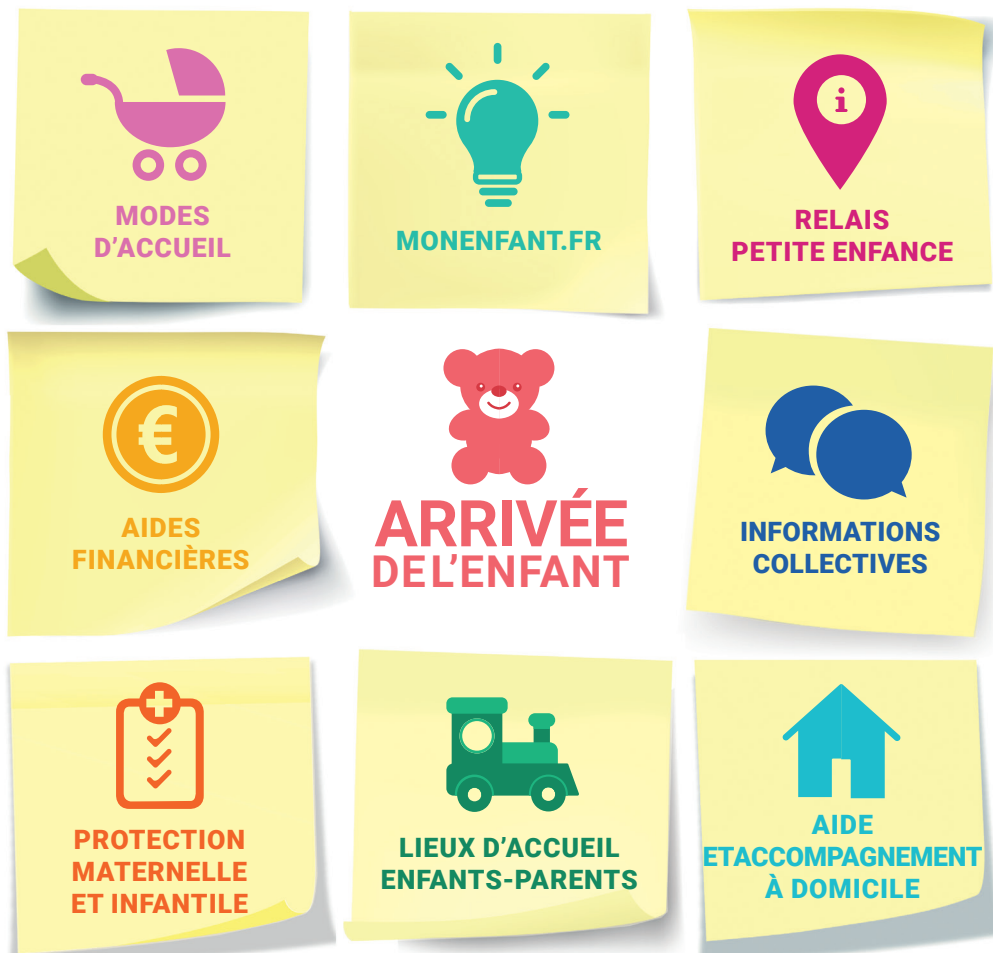 MODES
D'ACCUEIL
MONENFANT.FR
i
RELAIS
PETITE ENFANCE
€
AIDES
FINANCIÈRES
ARRIVÉE
DE L'ENFANT
INFORMATIONS
COLLECTIVES
PROTECTION
MATERNELLE
ET INFANTILE
LIEUX D'ACCUEIL
ENFANTS-PARENTS
AIDE
ETACCOMPAGNEMENT
À DOMICILE